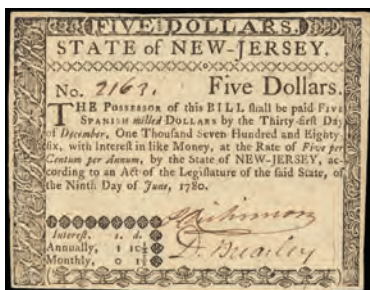 FIVE DOLLARS.
STATE of NEW-JERSEY.
No. 2163. Five Dollars.
THE POSSESSOR of this BILL shall be paid FIVE
SPANISH milled DOLLARS by the Thirty-first Day
of December, One Thousand Seven Hundred and Eighty-
six, with Interest in like Money, at the Rate of Five per
Centum per Annum, by the State of NEW-JERSEY, ac-
cording to an Act of the Legislature of the said State, of
the Ninth Day of June, 1780.
Interest. s. d.
Annually, 1 10½
Monthly, 0 1⅞
D. Brearley